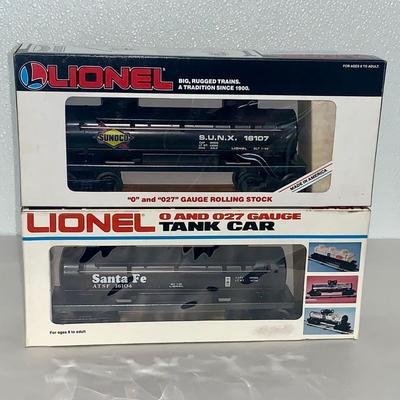 LIONEL
BIG, RUGGED TRAINS.
A TRADITION SINCE 1900.
FOR AGES 8 TO ADULT.
SUNOCO
S.U.N.X. 16107
LIONEL
MADE IN AMERICA
"O" and "027" GAUGE ROLLING STOCK
LIONEL
O AND 027 GAUGE
TANK CAR
Santa Fe
ATSF 16104
For ages 8 to adult